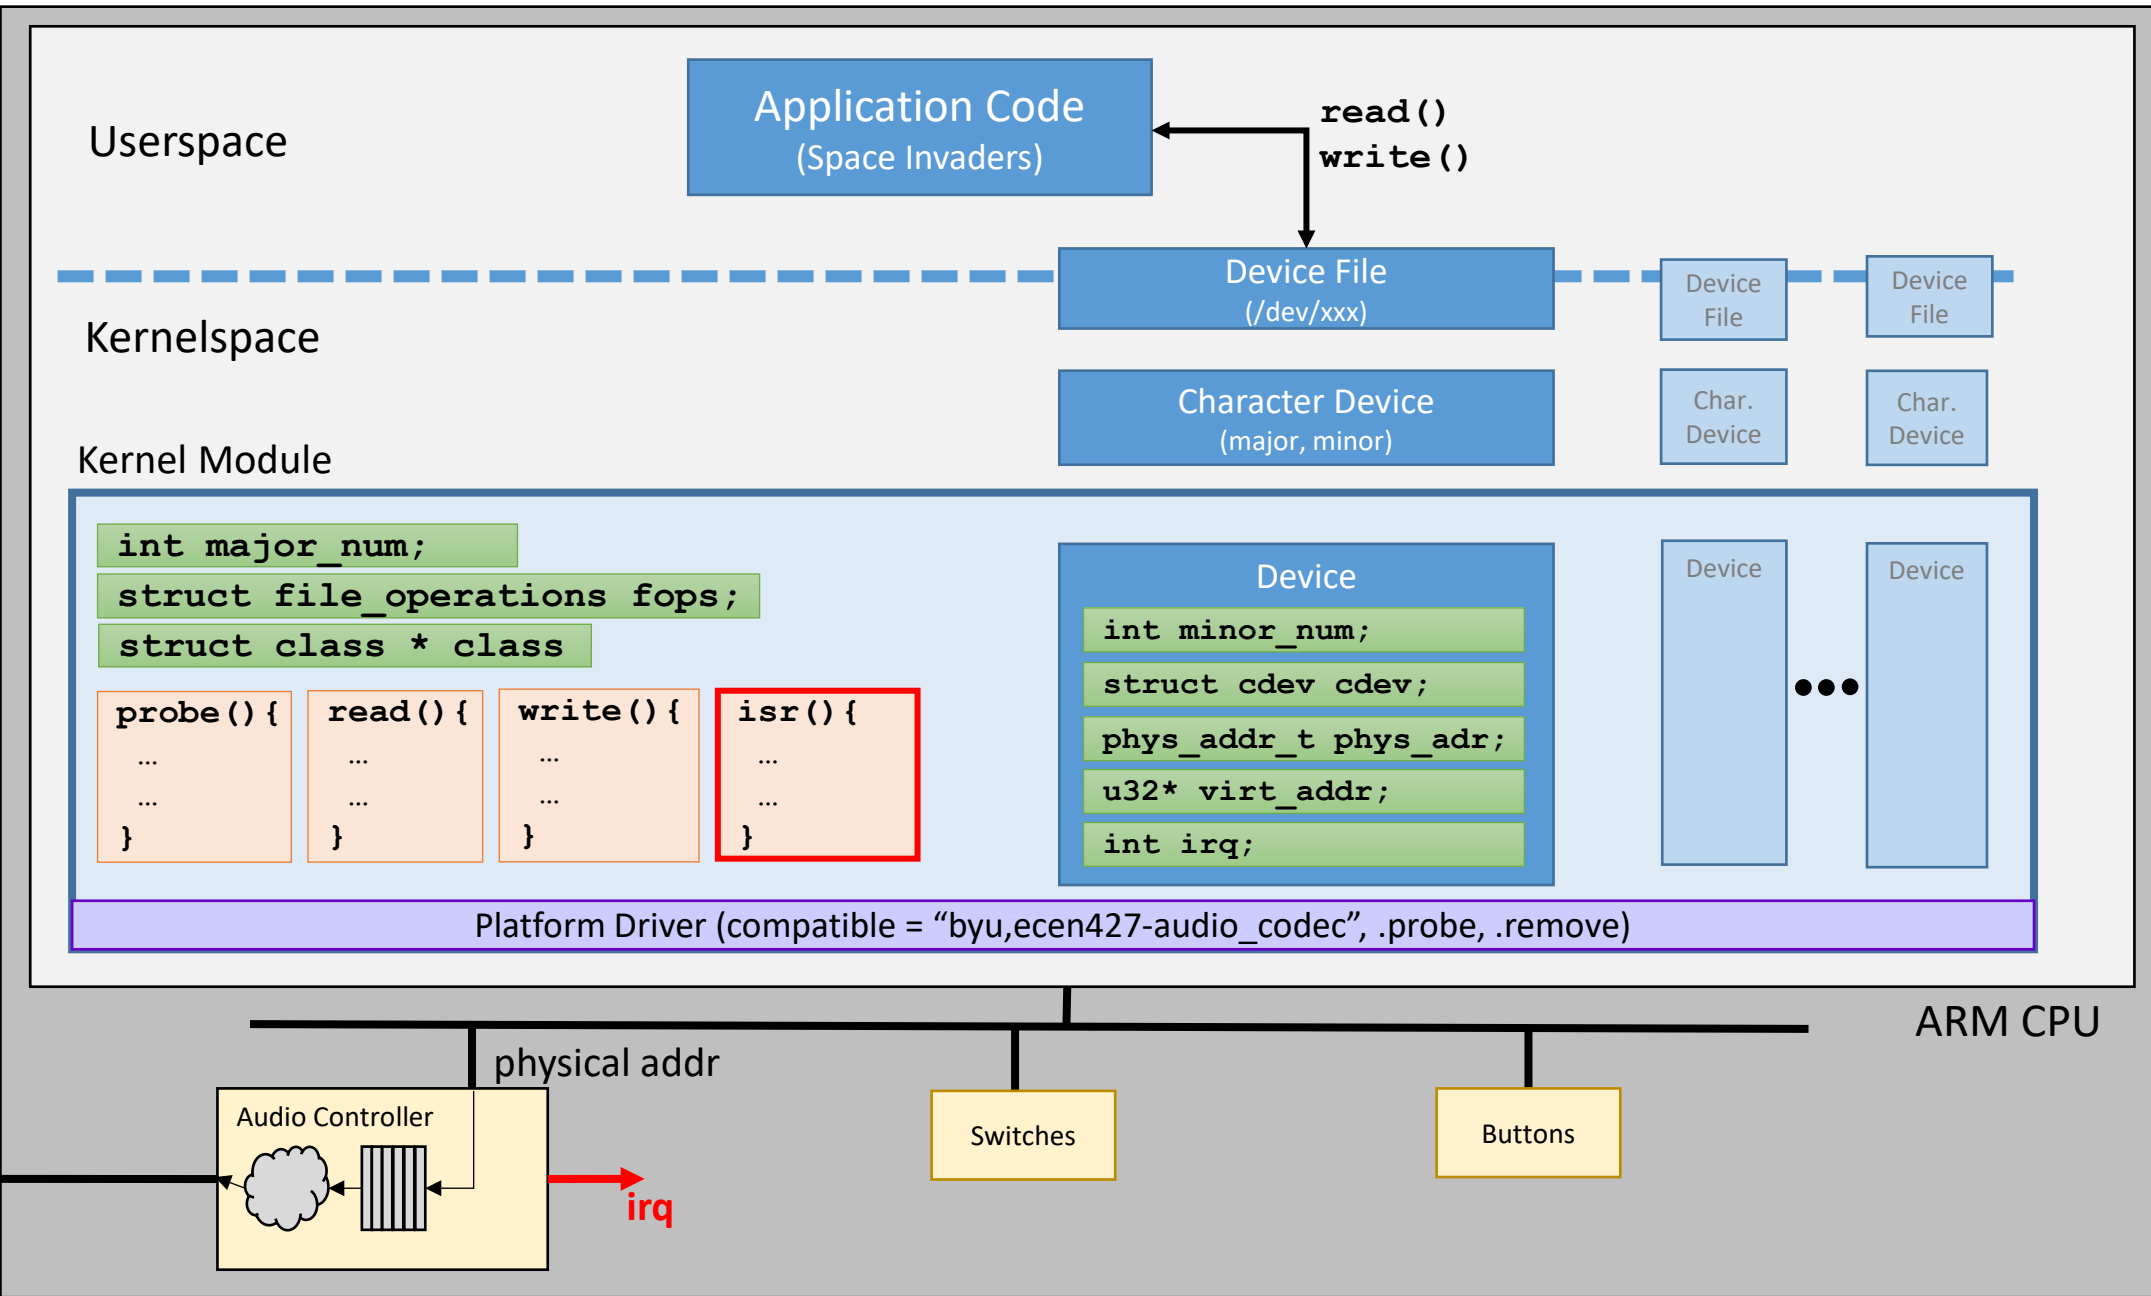 Application Code
(Space Invaders)
read()
write()
Userspace
Device File
(/dev/xxx)
Device
File
Device
File
Kernelspace
Character Device
(major, minor)
Char.
Device
Char.
Device
Kernel Module
int major_num;
struct file_operations fops;
struct class * class
probe(){
…
…
}
read(){
…
…
}
write(){
…
…
}
isr(){
…
…
}
Device
int minor_num;
struct cdev cdev;
phys_addr_t phys_adr;
u32* virt_addr;
int irq;
Device
Device
Platform Driver (compatible = “byu,ecen427-audio_codec”, .probe, .remove)
ARM CPU
physical addr
Audio Controller
irq
Switches
Buttons